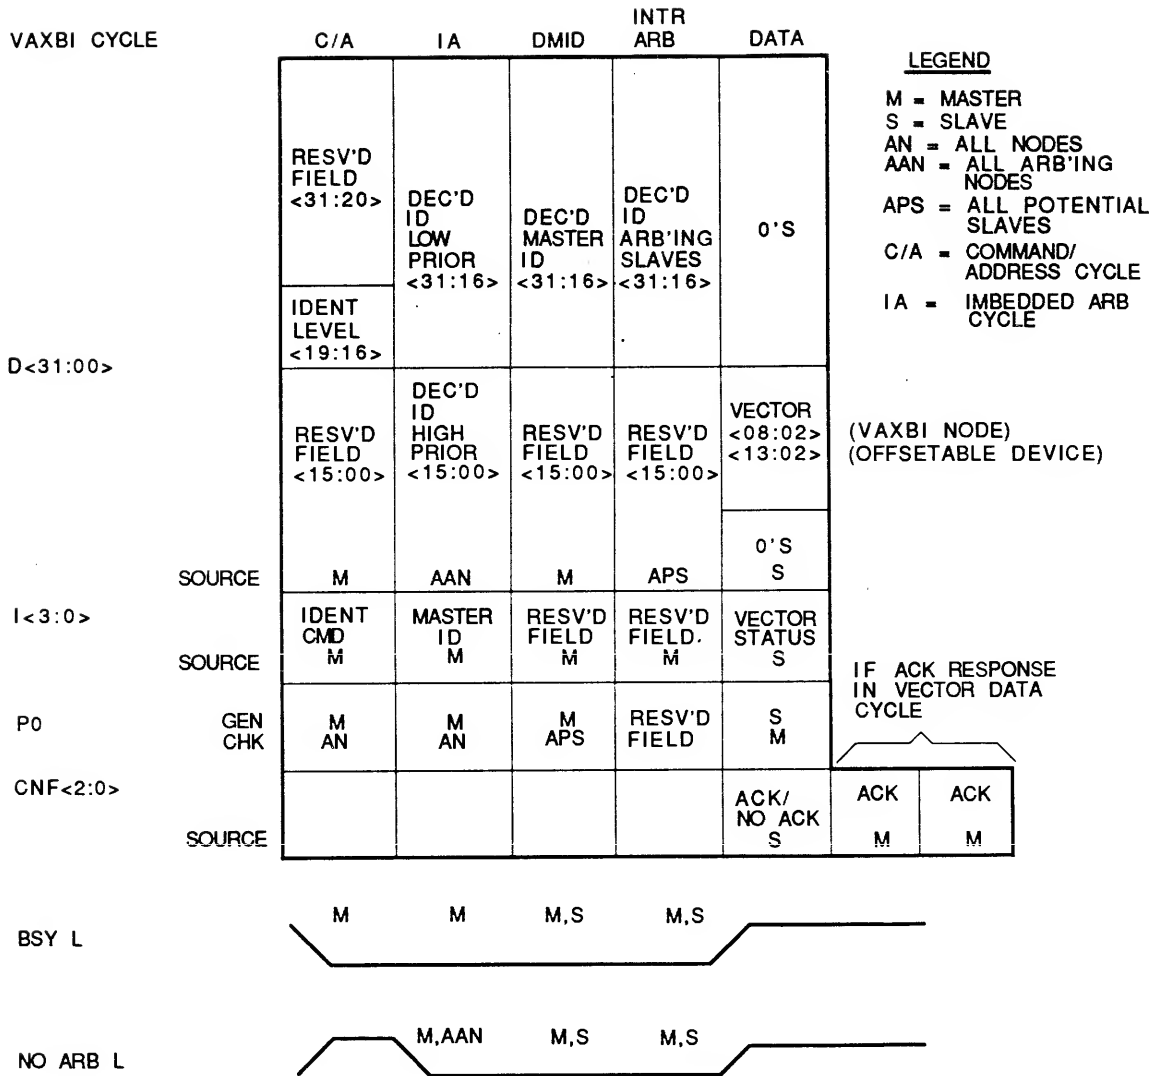 VAXBI CYCLE
C/A
IA
DMID
INTR
ARB
DATA
RESV'D
FIELD
<31:20>
IDENT
LEVEL
<19:16>
DEC'D
ID
LOW
PRIOR
<31:16>
DEC'D
MASTER
ID
<31:16>
DEC'D
ID
ARB'ING
SLAVES
<31:16>
0'S
LEGEND
M = MASTER
S = SLAVE
AN = ALL NODES
AAN = ALL ARB'ING
NODES
APS = ALL POTENTIAL
SLAVES
C/A = COMMAND/
ADDRESS CYCLE
IA = IMBEDDED ARB
CYCLE
D<31:00>
RESV'D
FIELD
<15:00>
DEC'D
ID
HIGH
PRIOR
<15:00>
RESV'D
FIELD
<15:00>
RESV'D
FIELD
<15:00>
VECTOR
<08:02>
<13:02>
(VAXBI NODE)
(OFFSETABLE DEVICE)
0'S
SOURCE M AAN M APS S
I<3:0>
IDENT
CMD
M
MASTER
ID
M
RESV'D
FIELD
M
RESV'D
FIELD.
M
VECTOR
STATUS
S
SOURCE
IF ACK RESPONSE
IN VECTOR DATA
CYCLE
P0
GEN
CHK
M
AN
M
AN
M
APS
RESV'D
FIELD
S
M
CNF<2:0>
ACK/
NO ACK
S
ACK
M
ACK
M
SOURCE
BSY L
M M M,S M,S
NO ARB L
M,AAN M,S M,S